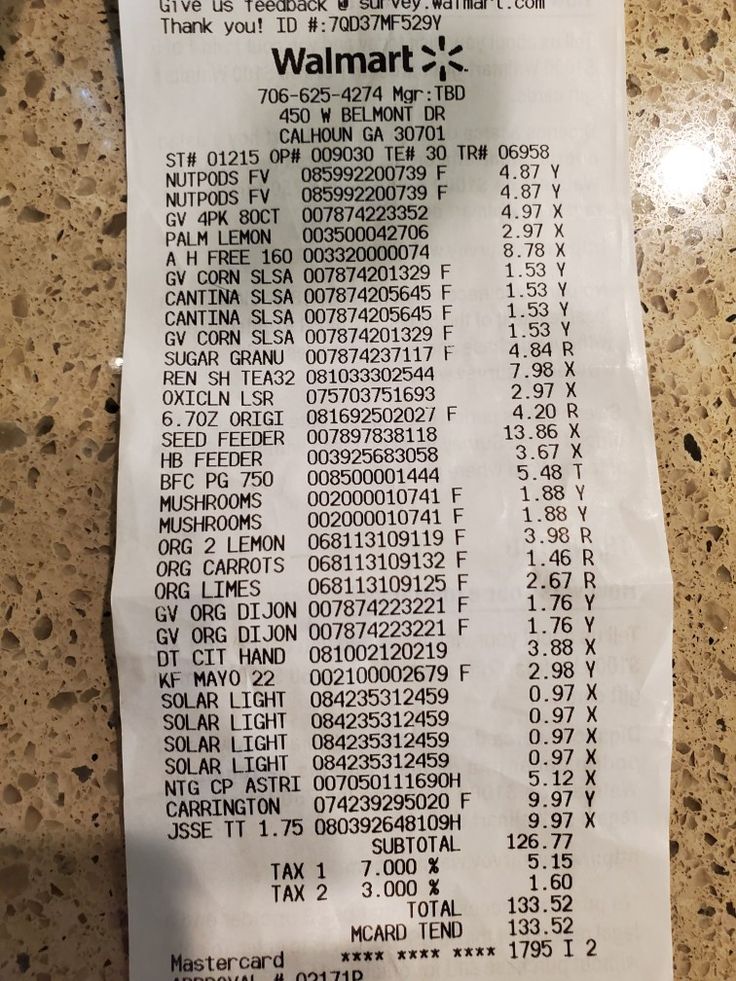 Give us feedback @ survey.walmart.com
Thank you! ID #:7QD37MF529Y
Walmart
706-625-4274 Mgr:TBD
450 W BELMONT DR
CALHOUN GA 30701
ST# 01215 OP# 009030 TE# 30 TR# 06958
NUTPODS FV 085992200739 F 4.87 Y
NUTPODS FV 085992200739 F 4.87 Y
GV 4PK 80CT 007874223352 4.97 X
PALM LEMON 003500042706 2.97 X
A H FREE 160 003320000074 8.78 X
GV CORN SLSA 007874201329 F 1.53 Y
CANTINA SLSA 007874205645 F 1.53 Y
CANTINA SLSA 007874205645 F 1.53 Y
GV CORN SLSA 007874201329 F 1.53 Y
SUGAR GRANU 007874237117 F 4.84 R
REN SH TEA32 081033302544 7.98 X
OXICLN LSR 075703751693 2.97 X
6.7OZ ORIGI 081692502027 F 4.20 R
SEED FEEDER 007897838118 13.86 X
HB FEEDER 003925683058 3.67 X
BFC PG 750 008500001444 5.48 T
MUSHROOMS 002000010741 F 1.88 Y
MUSHROOMS 002000010741 F 1.88 Y
ORG 2 LEMON 068113109119 F 3.98 R
ORG CARROTS 068113109132 F 1.46 R
ORG LIMES 068113109125 F 2.67 R
GV ORG DIJON 007874223221 F 1.76 Y
GV ORG DIJON 007874223221 F 1.76 Y
DT CIT HAND 081002120219 3.88 X
KF MAYO 22 002100002679 F 2.98 Y
SOLAR LIGHT 084235312459 0.97 X
SOLAR LIGHT 084235312459 0.97 X
SOLAR LIGHT 084235312459 0.97 X
SOLAR LIGHT 084235312459 0.97 X
NTG CP ASTRI 007050111690H 5.12 X
CARRINGTON 074239295020 F 9.97 Y
JSSE TT 1.75 080392648109H 9.97 X
SUBTOTAL 126.77
TAX 1 7.000 % 5.15
TAX 2 3.000 % 1.60
TOTAL 133.52
MCARD TEND 133.52
Mastercard **** **** **** 1795 I 2
APPROVAL # 02171P